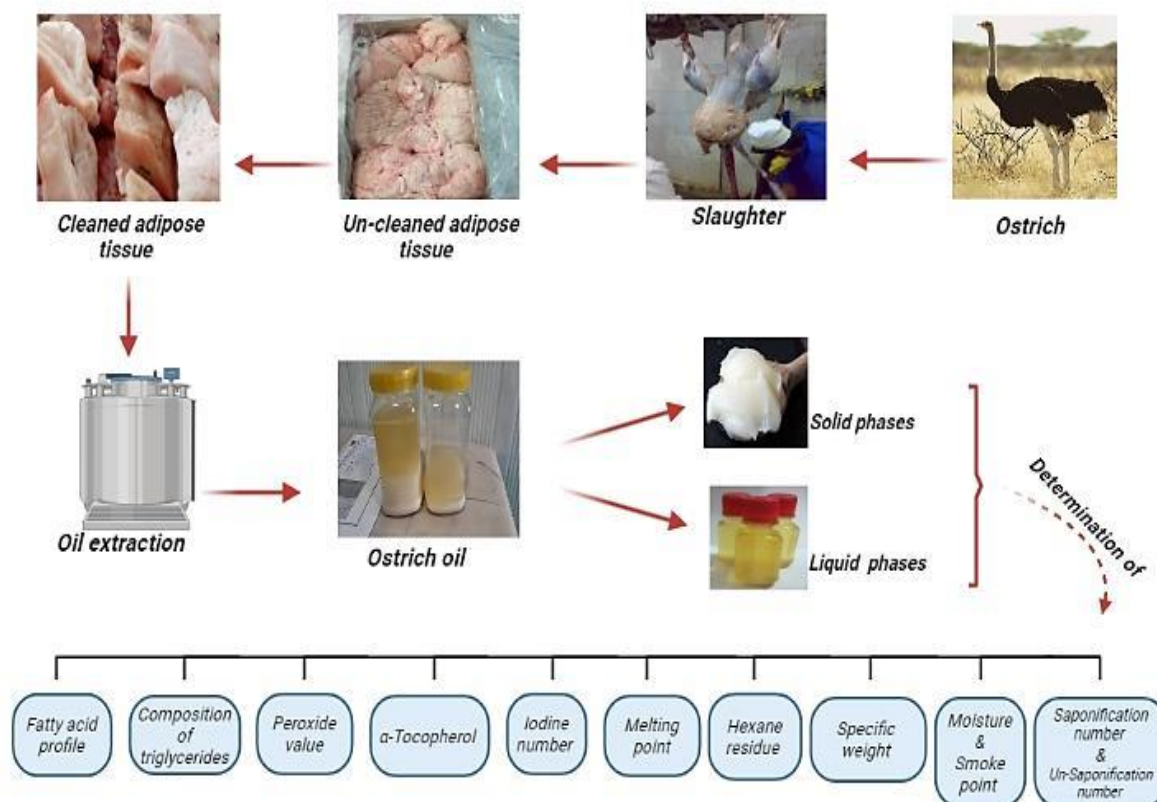 Cleaned adipose
tissue
Un-cleaned adipose
tissue
Slaughter
Ostrich
Oil extraction
Ostrich oil
Solid phases
Liquid phases
Determination of
Fatty acid
profile
Composition
of
triglycerides
Peroxide
value
α-Tocopherol
Iodine
number
Melting
point
Hexane
residue
Specific
weight
Moisture
&
Smoke
point
Saponification
number
&
Un-Saponification
number